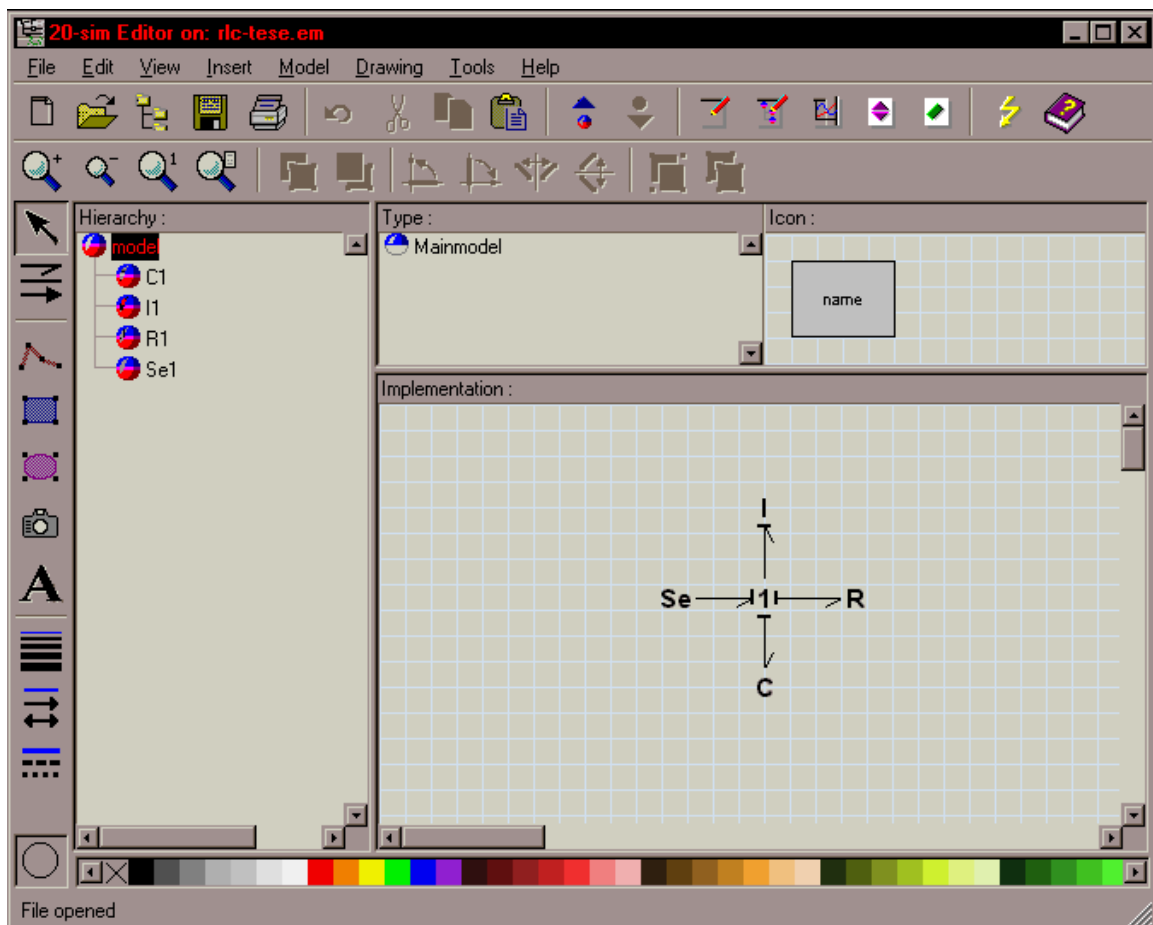 20-sim Editor on: rlc-tese.em
File Edit View Insert Model Drawing Tools Help
Hierarchy :
model
C1
I1
R1
Se1
Type :
Mainmodel
Icon :
name
Implementation :
I
Se 1 R
C
File opened